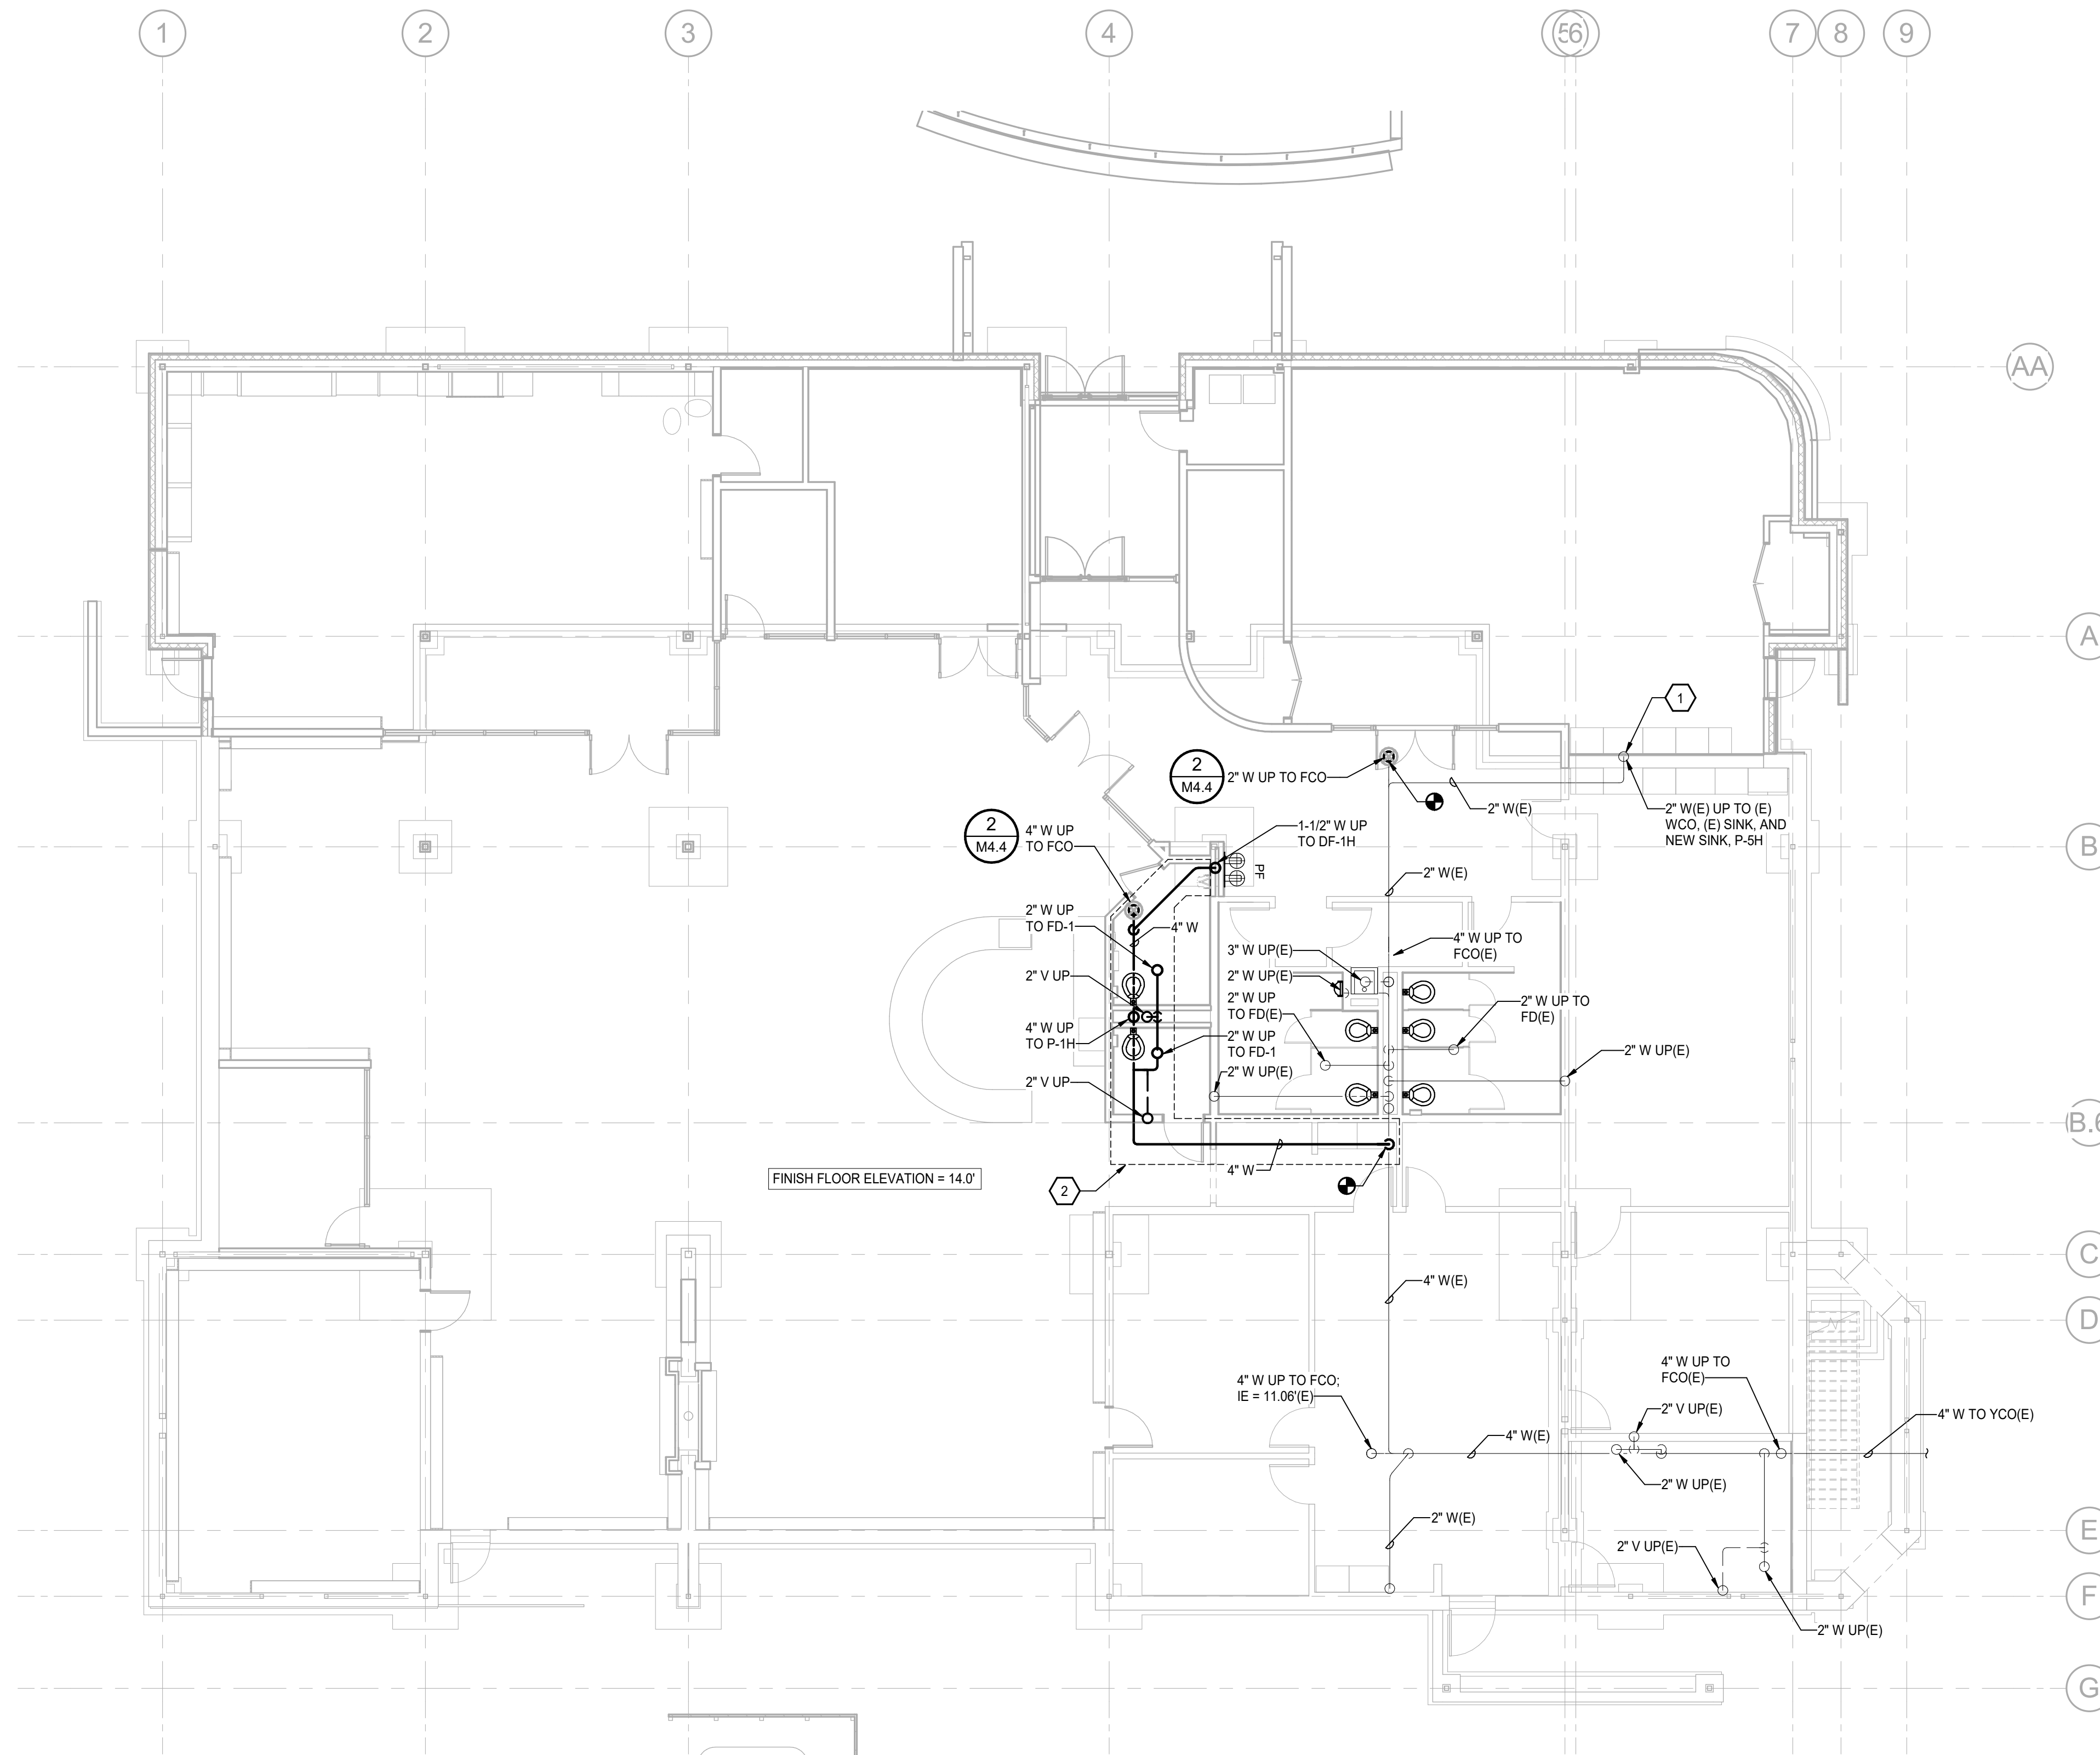 1
2
3
4
5
6
7
8
9
AA
A
1
2
M4.4
2" W UP TO FCO
2" W(E)
2" W(E) UP TO (E)
WCO, (E) SINK, AND
NEW SINK, P-5H
2
M4.4
4" W UP
TO FCO
1-1/2" W UP
TO DF-1H
B
PF
2" W(E)
2" W UP
TO FD-1
4" W
4" W UP TO
FCO(E)
3" W UP(E)
2" V UP
2" W UP(E)
2" W UP
TO FD(E)
2" W UP TO
FD(E)
4" W UP
TO P-1H
2" W UP
TO FD-1
2" W UP(E)
2" W UP(E)
2" V UP
B.6
4" W
FINISH FLOOR ELEVATION = 14.0'
2
C
4" W(E)
D
4" W UP TO FCO;
IE = 11.06'(E)
4" W UP TO
FCO(E)
2" V UP(E)
4" W TO YCO(E)
4" W(E)
2" W UP(E)
2" W(E)
E
2" V UP(E)
F
2" W UP(E)
G